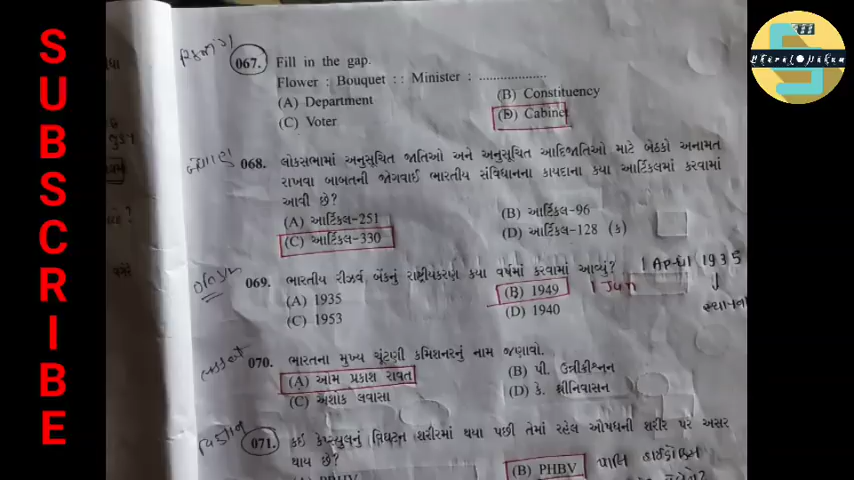 SUBSCRIBE
067. Fill in the gap.
Flower : Bouquet : : Minister : ...................
(A) Department
(B) Constituency
(C) Voter
(D) Cabinet
068. લોકસભામાં અનુસૂચિત જાતિઓ અને અનુસૂચિત આદિજાતિઓ માટે બેઠકો અનામત
રાખવા બાબતની જોગવાઈ ભારતીય સંવિધાનના કાયદાના કયા આર્ટિકલમાં કરવામાં
આવી છે?
(A) આર્ટિકલ-251
(B) આર્ટિકલ-96
(C) આર્ટિકલ-330
(D) આર્ટિકલ-128 (ક)
069. ભારતીય રીઝર્વ બેંકનું રાષ્ટ્રીયકરણ કયા વર્ષમાં કરવામાં આવ્યું? 1 April 1935
(A) 1935
(B) 1949 1 Jun
(C) 1953
(D) 1940
સ્થાપના
070. ભારતના મુખ્ય ચૂંટણી કમિશનરનું નામ જણાવો.
(A) ઓમ પ્રકાશ રાવત
(B) પી. ઉન્નીક્રીશ્નન
(C) અશોક લવાસા
(D) કે. શ્રીનિવાસન
વિજ્ઞાન
071. કઈ કેપ્સ્યુલનું વિઘટન શરીરમાં થયા પછી તેમાં રહેલ ઔષધની શરીર પર અસર
થાય છે?
(B) PHBV પાલિ